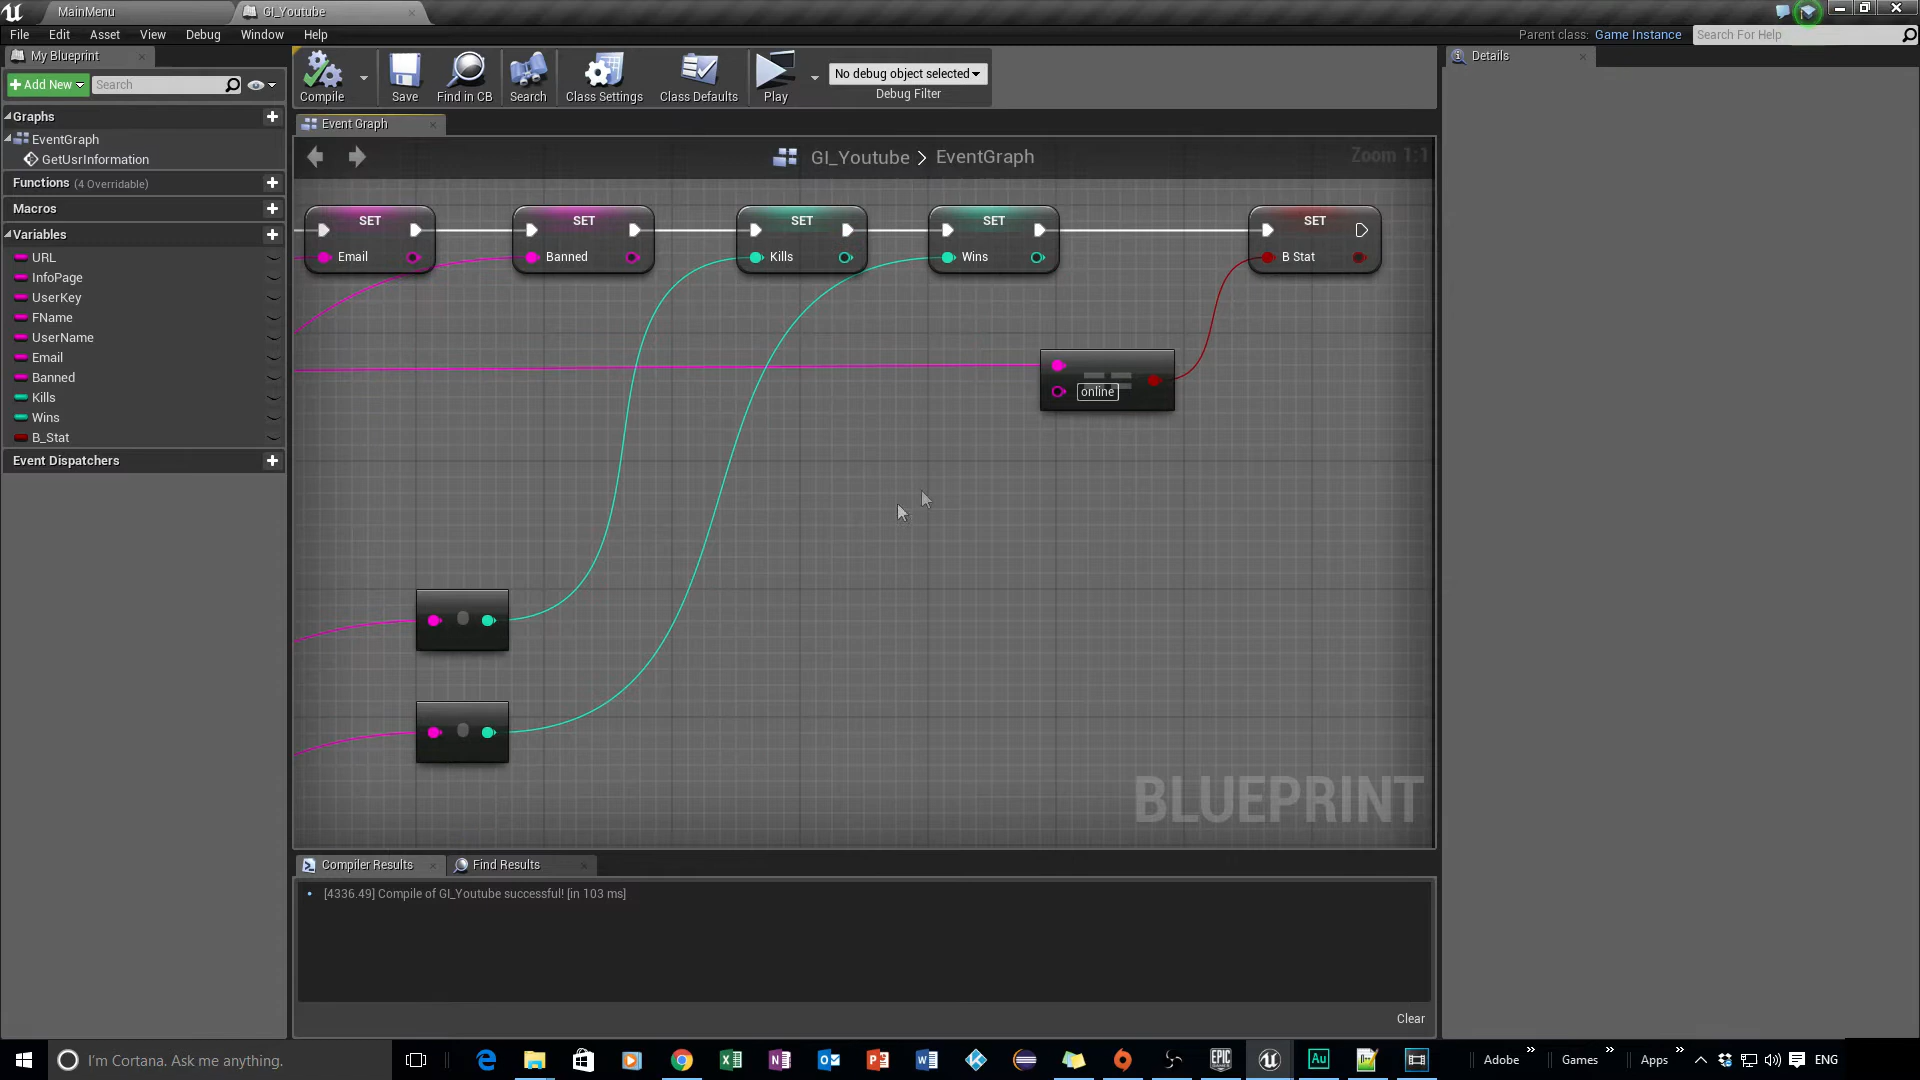 MainMenu
GI_Youtube
File Edit Asset View Debug Window Help
Parent class: Game Instance
Search For Help
My Blueprint
Add New
Search
Compile
Save
Find in CB
Search
Class Settings
Class Defaults
Play
No debug object selected
Debug Filter
Details
Graphs
EventGraph
GetUsrInformation
Functions (4 Overridable)
Macros
Variables
URL
InfoPage
UserKey
FName
UserName
Email
Banned
Kills
Wins
B_Stat
Event Dispatchers
Event Graph
GI_Youtube > EventGraph
Zoom 1:1
SET
Email
SET
Banned
SET
Kills
SET
Wins
SET
B Stat
==
online
BLUEPRINT
Compiler Results
Find Results
• [4336.49] Compile of GI_Youtube successful! [in 103 ms]
Clear
I'm Cortana. Ask me anything.
EPIC
GAMES
Au
Adobe »
Games »
Apps »
ENG